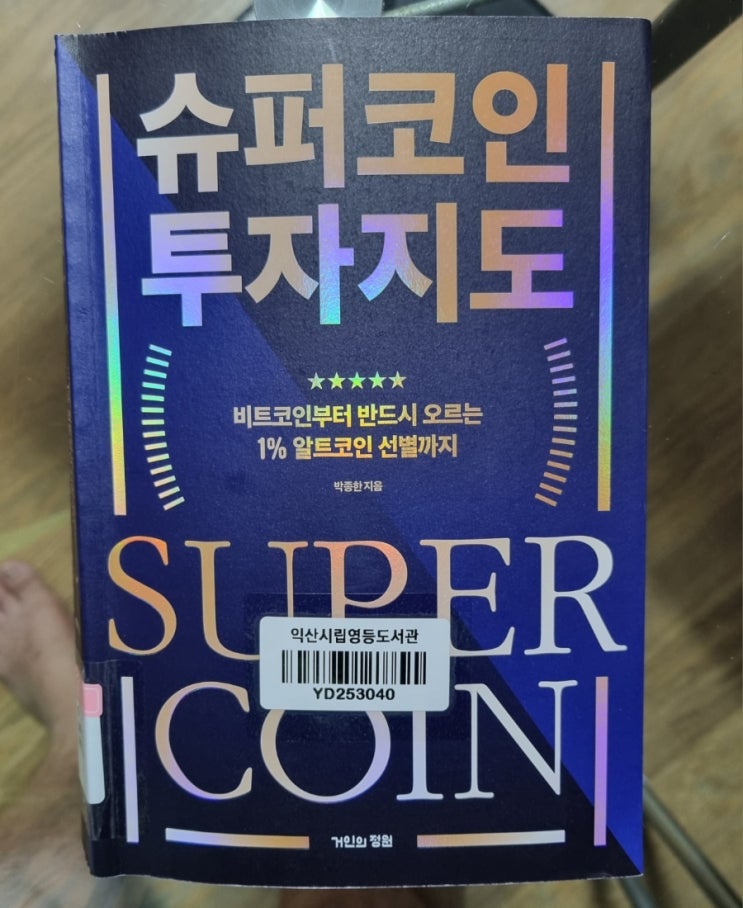 슈퍼코인
투자지도
비트코인부터 반드시 오르는
1% 알트코인 선별까지
박종한 지음
SUPER
익산시립영등도서관
YD253040
COIN
거인의 정원